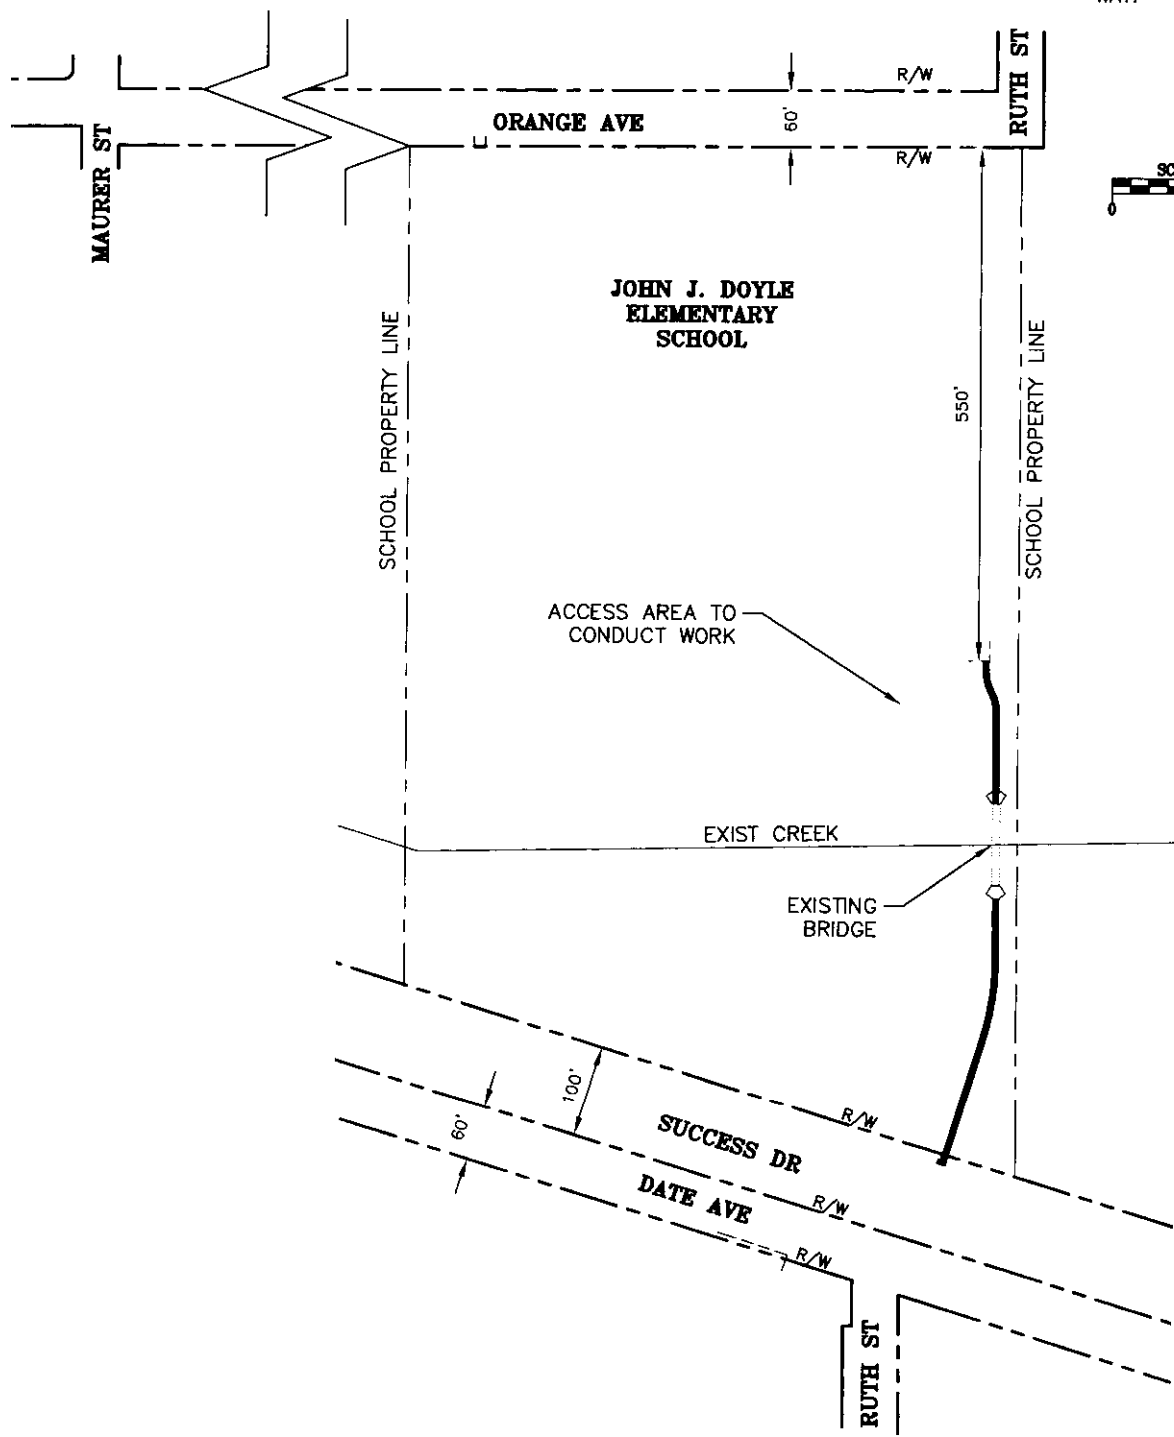 RUTH ST
R/W
60'
ORANGE AVE
R/W
MAURER ST
0
JOHN J. DOYLE
ELEMENTARY
SCHOOL
SCHOOL PROPERTY LINE
550'
SCHOOL PROPERTY LINE
ACCESS AREA TO
CONDUCT WORK
EXIST CREEK
EXISTING
BRIDGE
100'
60'
R/W
SUCCESS DR
R/W
DATE AVE
R/W
RUTH ST